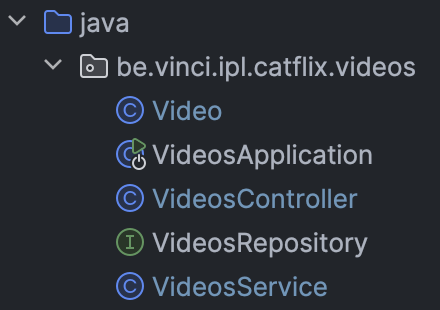 java
be.vinci.ipl.catflix.videos
C Video
C VideosApplication
C VideosController
I VideosRepository
C VideosService